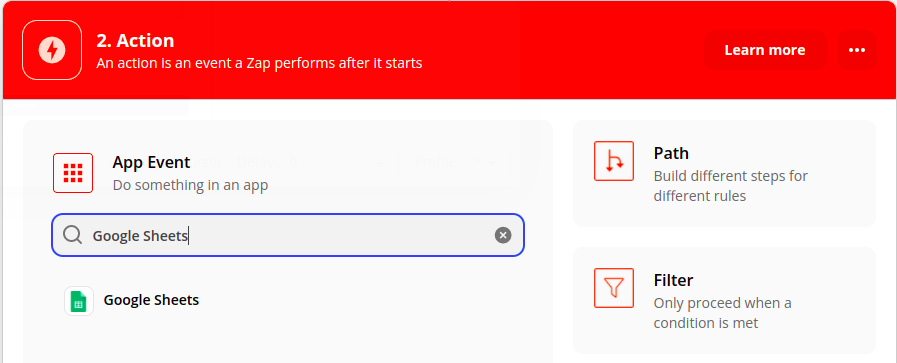 2. Action
An action is an event a Zap performs after it starts
Learn more
App Event
Do something in an app
Google Sheets
Google Sheets
Path
Build different steps for
different rules
Filter
Only proceed when a
condition is met